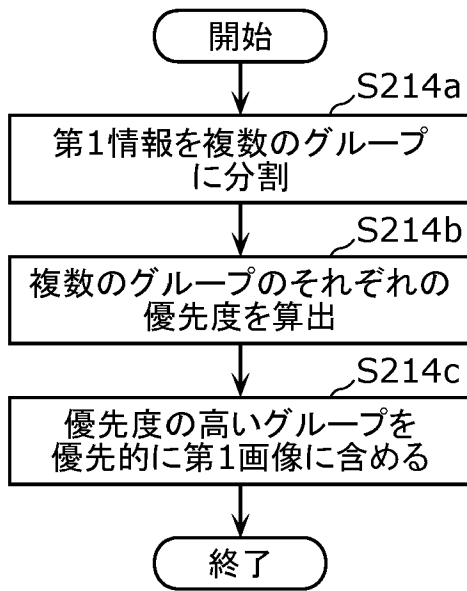 開始
S214a
第1情報を複数のグループ
に分割
S214b
複数のグループのそれぞれの
優先度を算出
S214c
優先度の高いグループを
優先的に第1画像に含める
終了